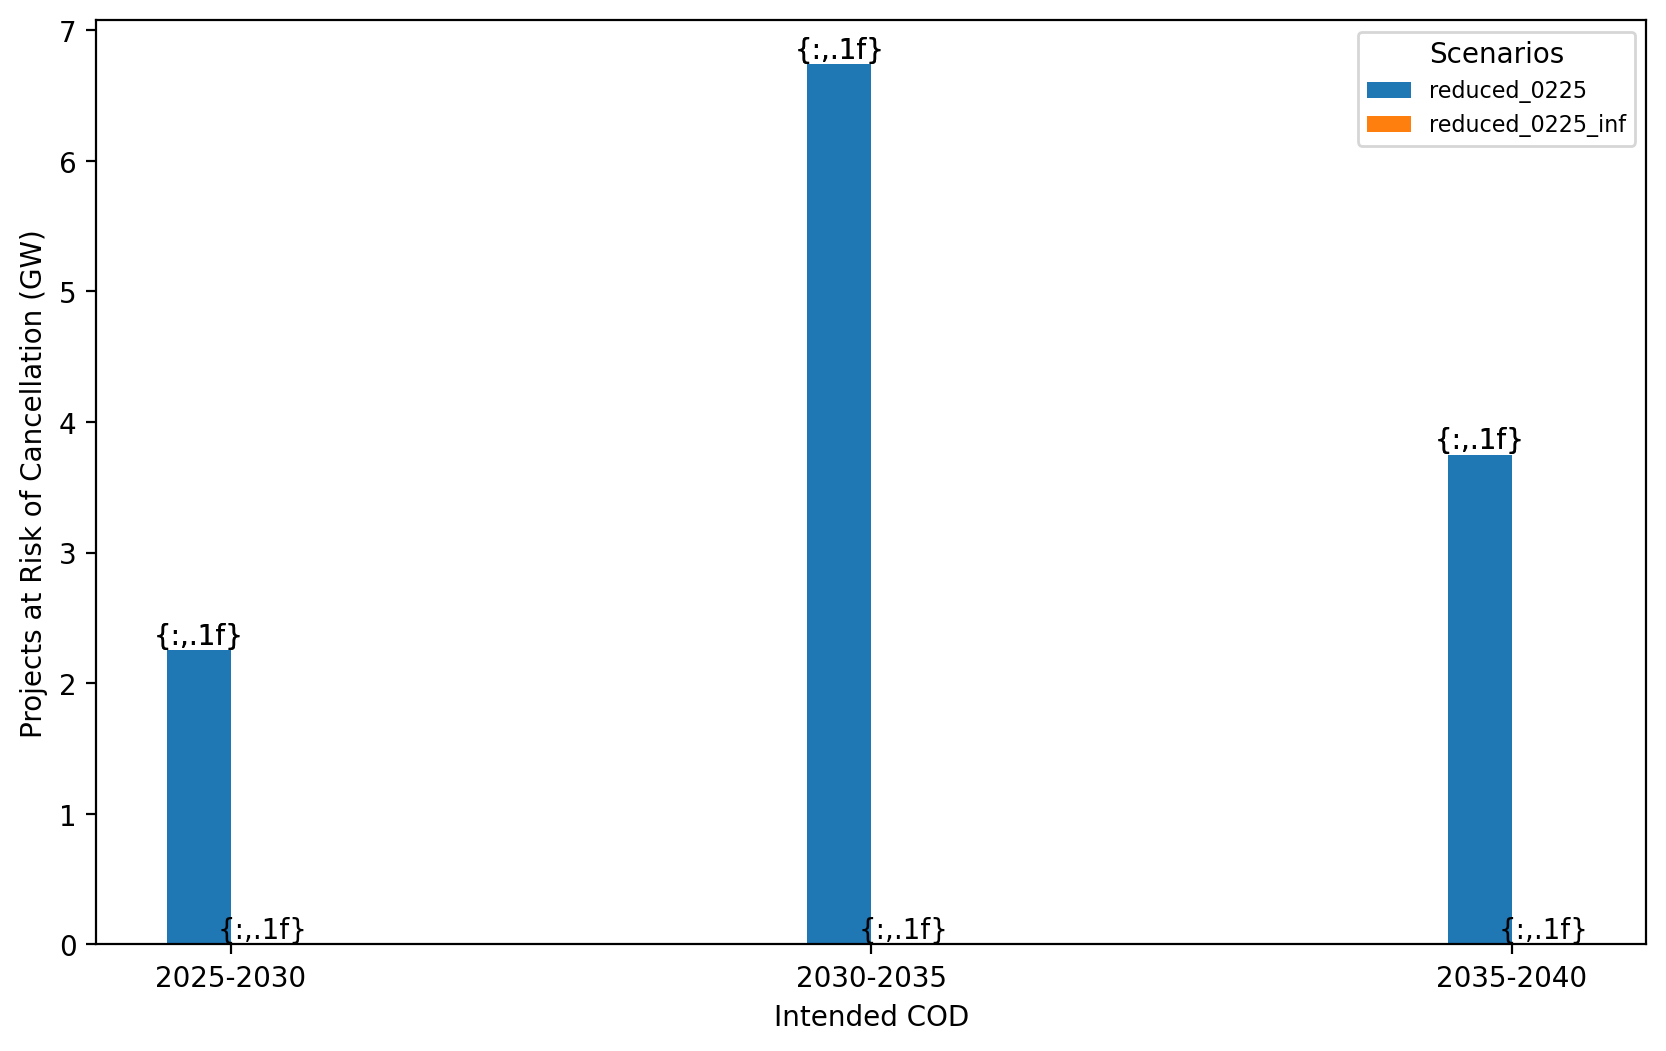 Projects at Risk of Cancellation (GW)
7
6
5
4
3
2
1
0
{:,.1f}
{:,.1f}
{:,.1f}
{:,.1f}
{:,.1f}
{:,.1f}
Scenarios
reduced_0225
reduced_0225_inf
2025-2030
2030-2035
2035-2040
Intended COD